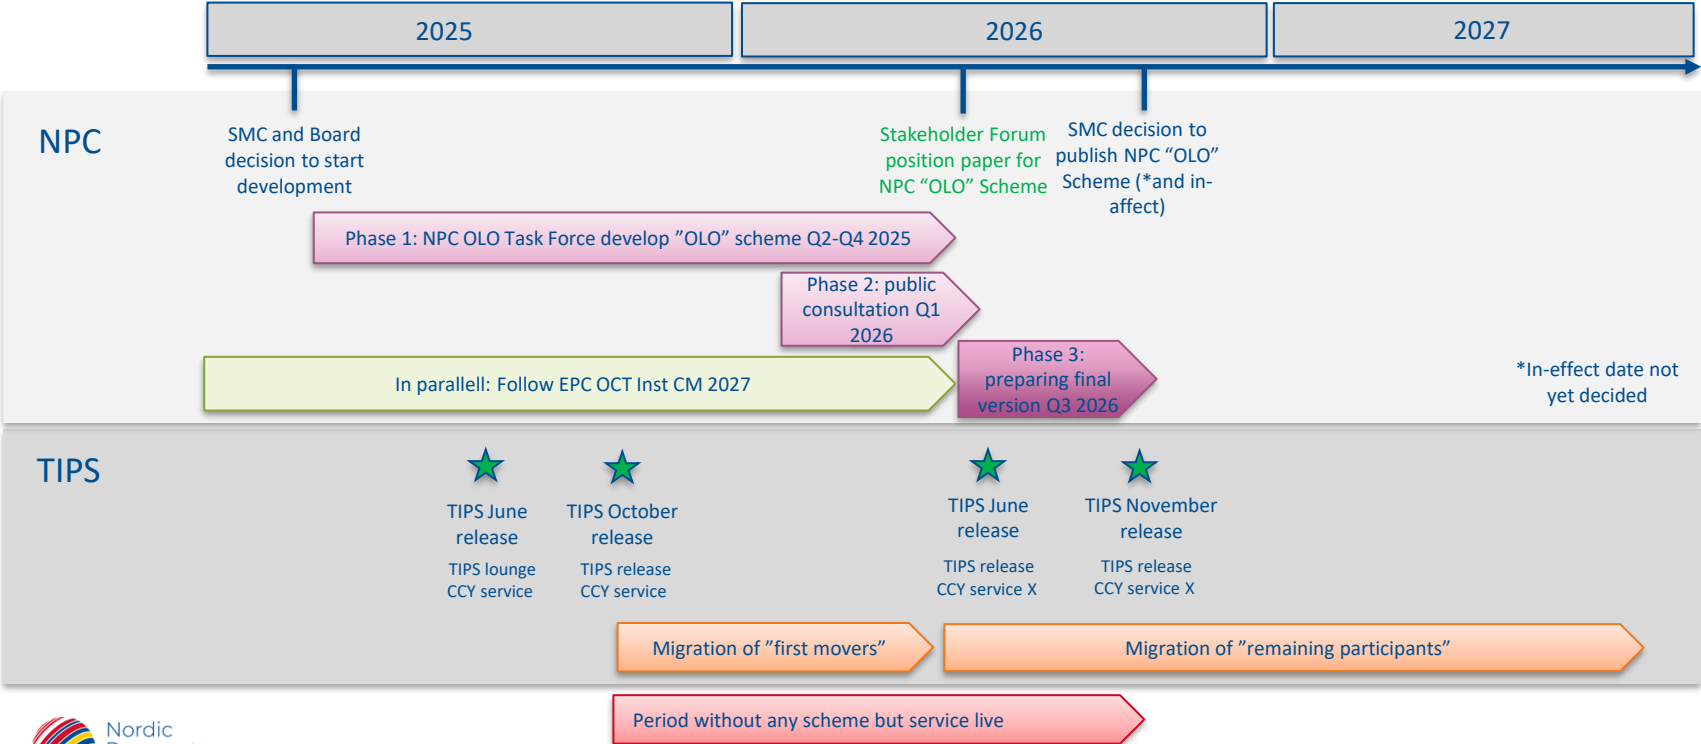 2025
2026
2027
NPC
SMC and Board
decision to start
development
Stakeholder Forum
position paper for
NPC “OLO” Scheme
SMC decision to
publish NPC “OLO”
Scheme (*and in-
affect)
Phase 1: NPC OLO Task Force develop ”OLO” scheme Q2-Q4 2025
Phase 2: public
consultation Q1
2026
In parallell: Follow EPC OCT Inst CM 2027
Phase 3:
preparing final
version Q3 2026
*In-effect date not
yet decided
TIPS
TIPS June
release
TIPS lounge
CCY service
TIPS October
release
TIPS release
CCY service
TIPS June
release
TIPS release
CCY service X
TIPS November
release
TIPS release
CCY service X
Migration of ”first movers”
Migration of ”remaining participants”
Period without any scheme but service live
Nordic